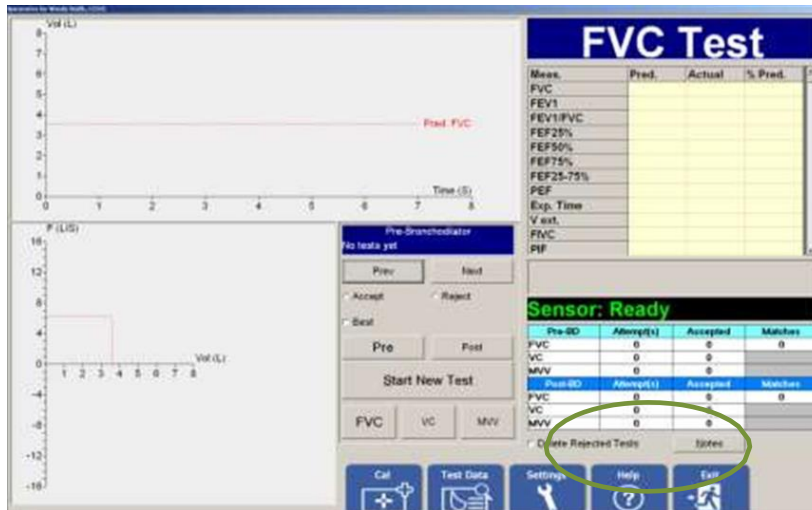 Vol (L)
8
7
6
5
4
3
2
1
0
Pred. FVC
Time (S)
0 1 2 3 4 5 6 7 8
F (L/S)
16
12
8
4
0
-4
-8
-12
-16
1 2 3 4 5 6 7 8
Vol (L)
Pre-Bronchodilator
No tests yet
Prev Next
Accept Reject
Best
Pre Post
Start New Test
FVC VC MVV
FVC Test
Meas. Pred. Actual % Pred.
FVC
FEV1
FEV1/FVC
FEF25%
FEF50%
FEF75%
FEF25-75%
PEF
Exp. Time
V ext.
FIVC
PIF
Sensor: Ready
Pre-BD Attempt(s) Accepted Matches
FVC 0 0 0
VC 0 0
MVV 0 0
Post-BD Attempt(s) Accepted Matches
FVC 0 0 0
VC 0 0
MVV 0 0
Delete Rejected Tests Notes
Cal Test Data Settings Help Exit
?